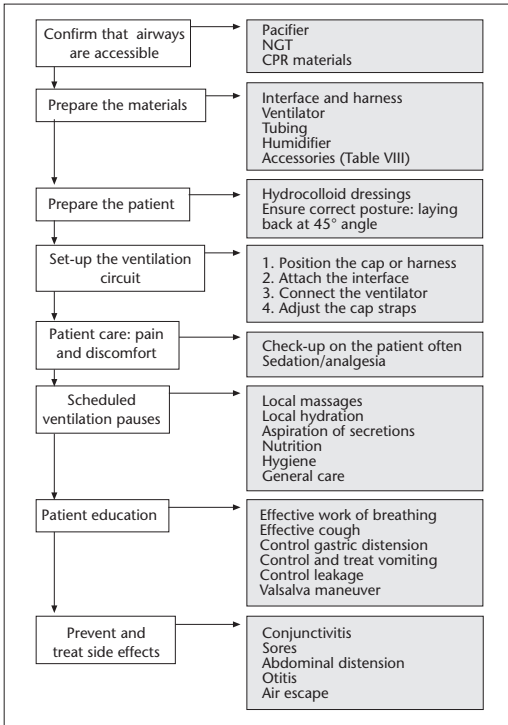 Confirm that airways
are accessible
Pacifier
NGT
CPR materials
Prepare the materials
Interface and harness
Ventilator
Tubing
Humidifier
Accessories (Table VIII)
Prepare the patient
Hydrocolloid dressings
Ensure correct posture: laying
back at 45° angle
Set-up the ventilation
circuit
1. Position the cap or harness
2. Attach the interface
3. Connect the ventilator
4. Adjust the cap straps
Patient care: pain
and discomfort
Check-up on the patient often
Sedation/analgesia
Scheduled
ventilation pauses
Local massages
Local hydration
Aspiration of secretions
Nutrition
Hygiene
General care
Patient education
Effective work of breathing
Effective cough
Control gastric distension
Control and treat vomiting
Control leakage
Valsalva maneuver
Prevent and
treat side effects
Conjunctivitis
Sores
Abdominal distension
Otitis
Air escape